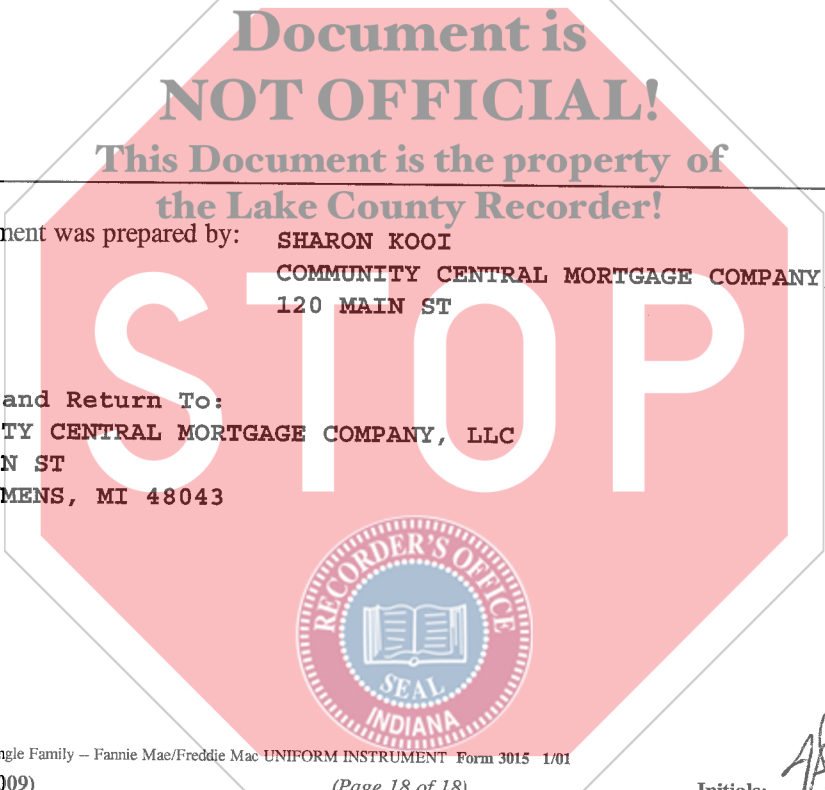 Document is
NOT OFFICIAL!
This Document is the property of
the Lake County Recorder!
ment was prepared by: SHARON KOOI
COMMUNITY CENTRAL MORTGAGE COMPANY
120 MAIN ST
STOP
and Return To:
TY CENTRAL MORTGAGE COMPANY, LLC
N ST
MENS, MI 48043
RECORDER'S OFFICE
SEAL
INDIANA
ngle Family – Fannie Mae/Freddie Mac UNIFORM INSTRUMENT Form 3015 1/01
009)
(Page 18 of 18)
Initials: